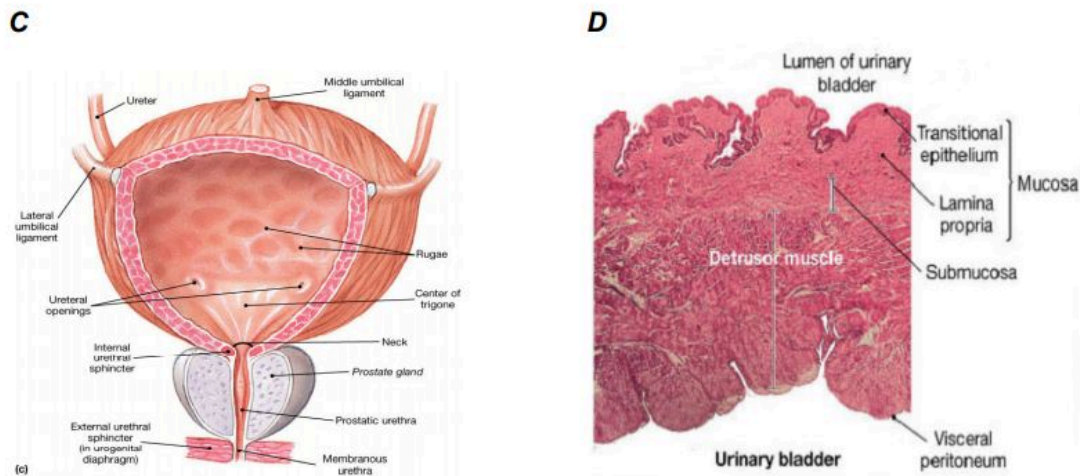 C
D
Middle umbilical
ligament
Ureter
Lateral
umbilical
ligament
Rugae
Ureteral
openings
Center of
trigone
Neck
Internal
urethral
sphincter
Prostate gland
Prostatic urethra
External urethral
sphincter
(in urogenital
diaphragm)
Membranous
urethra
(c)
Lumen of urinary
bladder
Transitional
epithelium
Mucosa
Lamina
propria
Submucosa
Detrusor muscle
Visceral
peritoneum
Urinary bladder